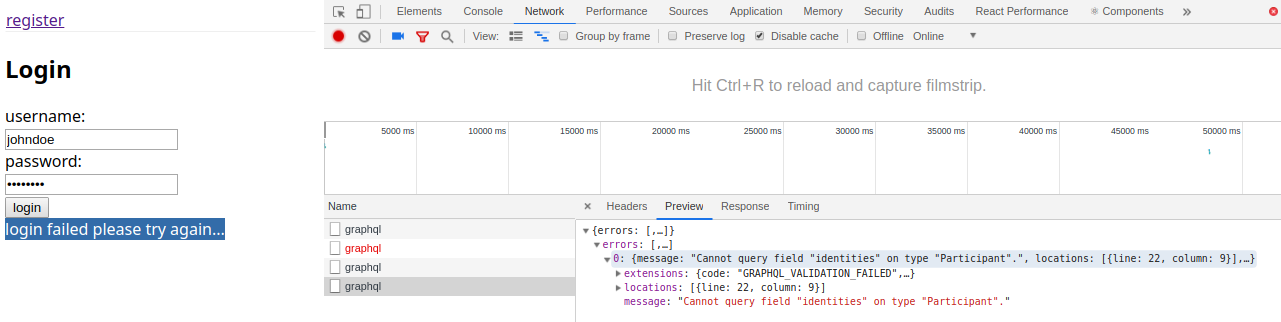 register
Login
username:
johndoe
password:
••••••••
login
login failed please try again...
Elements Console Network Performance Sources Application Memory Security Audits React Performance ⚛ Components »
View: Group by frame Preserve log Disable cache Offline Online ▼
Hit Ctrl+R to reload and capture filmstrip.
5000 ms 10000 ms 15000 ms 20000 ms 25000 ms 30000 ms 35000 ms 40000 ms 45000 ms 50000 ms
Name
graphql
graphql
graphql
graphql
× Headers Preview Response Timing
▼{errors: [,…]}
▼errors: [,…]
▼0: {message: "Cannot query field "identities" on type "Participant".", locations: [{line: 22, column: 9}],…}
▶extensions: {code: "GRAPHQL_VALIDATION_FAILED",…}
▶locations: [{line: 22, column: 9}]
message: "Cannot query field "identities" on type "Participant"."